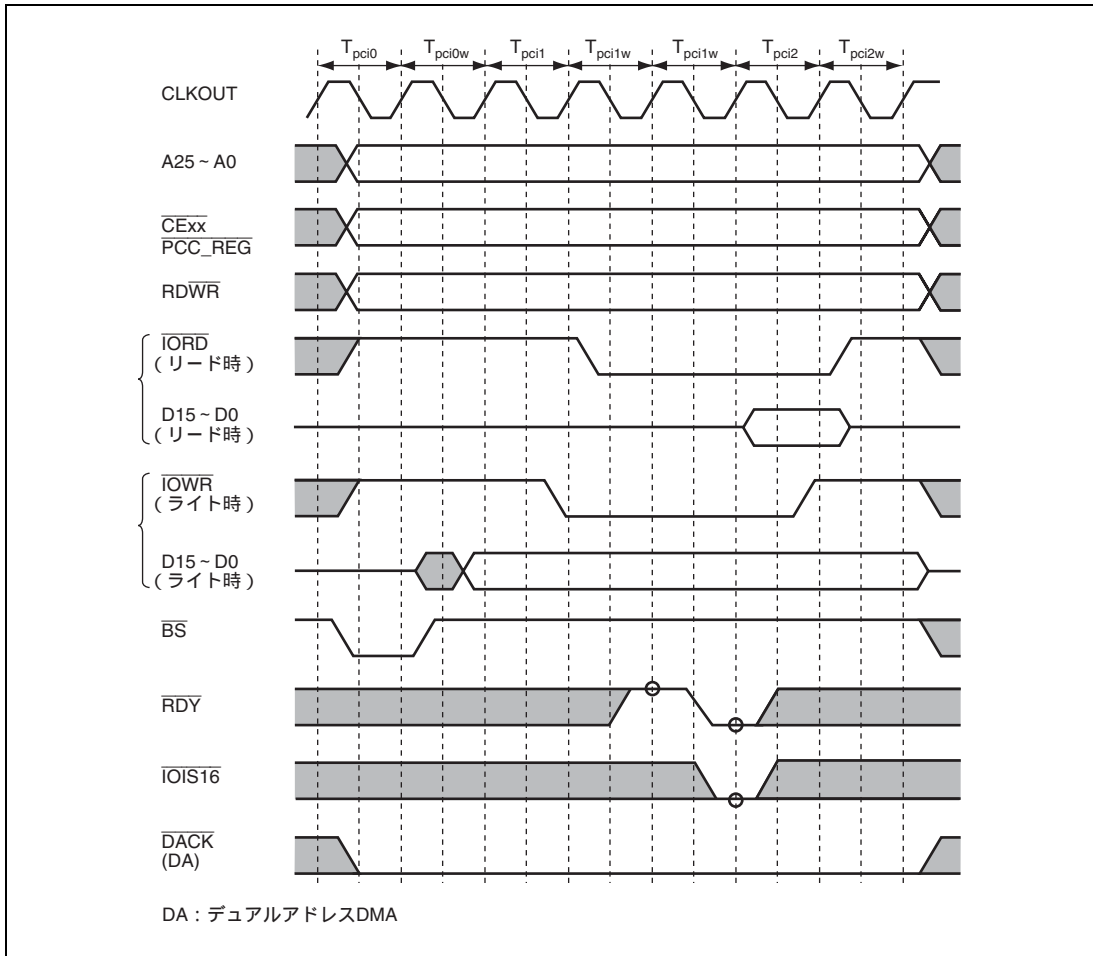 Tpci0 Tpci0w Tpci1 Tpci1w Tpci1w Tpci2 Tpci2w
CLKOUT
A25 ~ A0
CExx
PCC_REG
RDWR
IORD
(リード時)
D15 ~ D0
(リード時)
IOWR
(ライト時)
D15 ~ D0
(ライト時)
BS
RDY
IOIS16
DACK
(DA)
DA:デュアルアドレスDMA